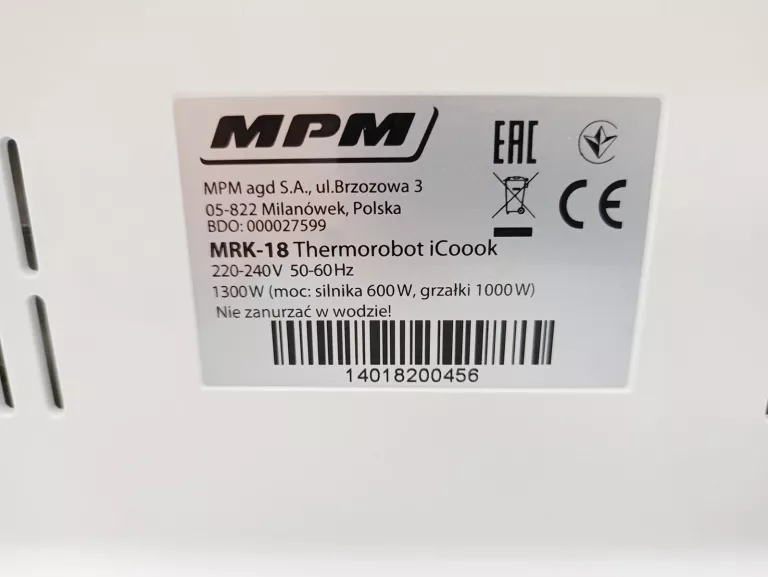 MPM
EAC
MPM agd S.A., ul.Brzozowa 3
05-822 Milanówek, Polska
BDO: 000027599
CE
MRK-18 Thermorobot iCoook
220-240V 50-60Hz
1300W (moc: silnika 600W, grzałki 1000W)
Nie zanurzać w wodzie!
14018200456